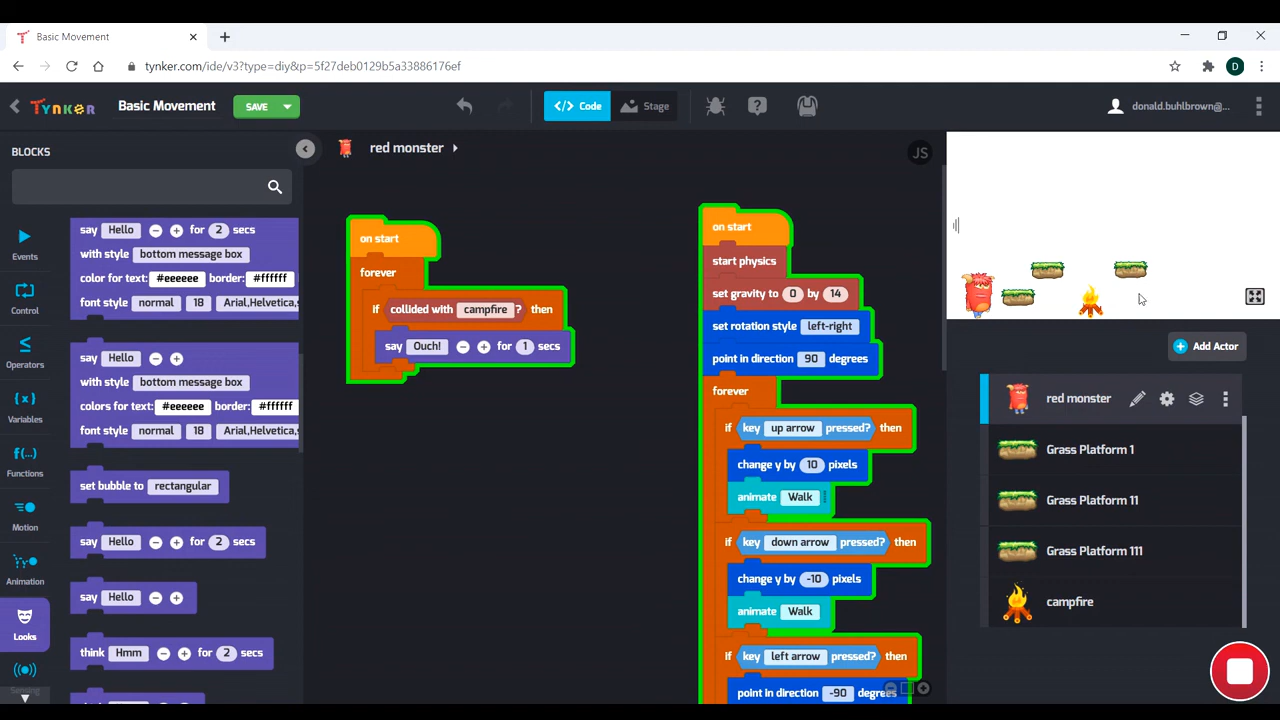 Basic Movement
tynker.com/ide/v3?type=diy&p=5f27deb0129b5a33886176ef
D
TYNKER
Basic Movement
SAVE
</> Code
Stage
donald.buhlbrown@...
BLOCKS
Events
Control
Operators
Variables
Functions
Motion
Animation
Looks
Sensing
say Hello - + for 2 secs
with style bottom message box
color for text: #eeeeee border: #ffffff
font style normal 18 Arial,Helvetica,s
say Hello - +
with style bottom message box
colors for text: #eeeeee border: #ffffff
font style normal 18 Arial,Helvetica,s
set bubble to rectangular
say Hello - + for 2 secs
say Hello - +
think Hmm - + for 2 secs
red monster
JS
on start
forever
if collided with campfire ? then
say Ouch! - + for 1 secs
on start
start physics
set gravity to 0 by 14
set rotation style left-right
point in direction 90 degrees
forever
if key up arrow pressed? then
change y by 10 pixels
animate Walk
if key down arrow pressed? then
change y by -10 pixels
animate Walk
if key left arrow pressed? then
point in direction -90 degrees
Add Actor
red monster
Grass Platform 1
Grass Platform 11
Grass Platform 111
campfire